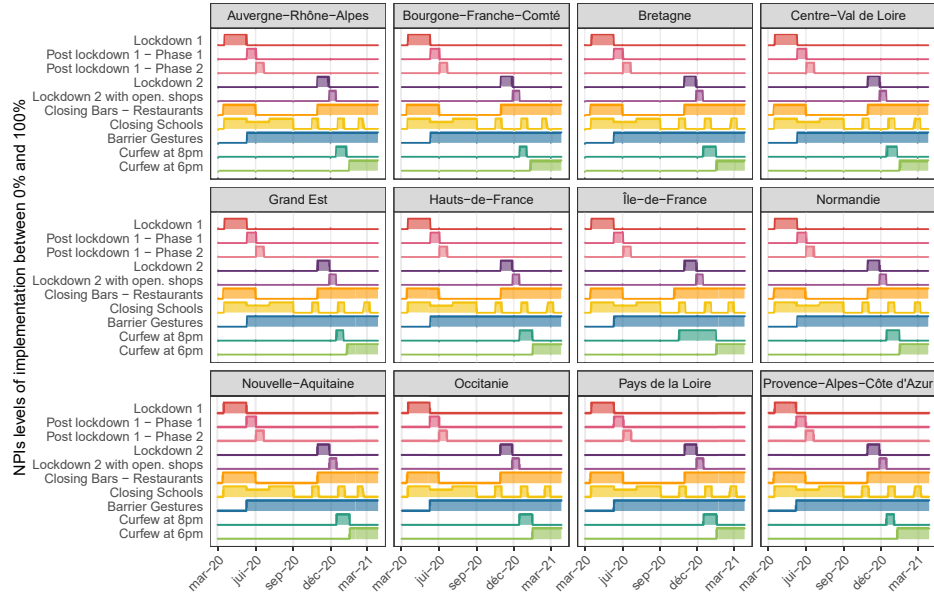 Auvergne−Rhône−Alpes
Bourgone−Franche−Comté
Bretagne
Centre−Val de Loire
Lockdown 1
Post lockdown 1 − Phase 1
Post lockdown 1 − Phase 2
Lockdown 2
Lockdown 2 with open. shops
Closing Bars − Restaurants
Closing Schools
Barrier Gestures
Curfew at 8pm
Curfew at 6pm
NPIs levels of implementation between 0% and 100%
Grand Est
Hauts−de−France
Île−de−France
Normandie
Lockdown 1
Post lockdown 1 − Phase 1
Post lockdown 1 − Phase 2
Lockdown 2
Lockdown 2 with open. shops
Closing Bars − Restaurants
Closing Schools
Barrier Gestures
Curfew at 8pm
Curfew at 6pm
Nouvelle−Aquitaine
Occitanie
Pays de la Loire
Provence−Alpes−Côte d'Azur
Lockdown 1
Post lockdown 1 − Phase 1
Post lockdown 1 − Phase 2
Lockdown 2
Lockdown 2 with open. shops
Closing Bars − Restaurants
Closing Schools
Barrier Gestures
Curfew at 8pm
Curfew at 6pm
mar−20 jui−20 sep−20 déc−20 mar−21
mar−20 jui−20 sep−20 déc−20 mar−21
mar−20 jui−20 sep−20 déc−20 mar−21
mar−20 jui−20 sep−20 déc−20 mar−21